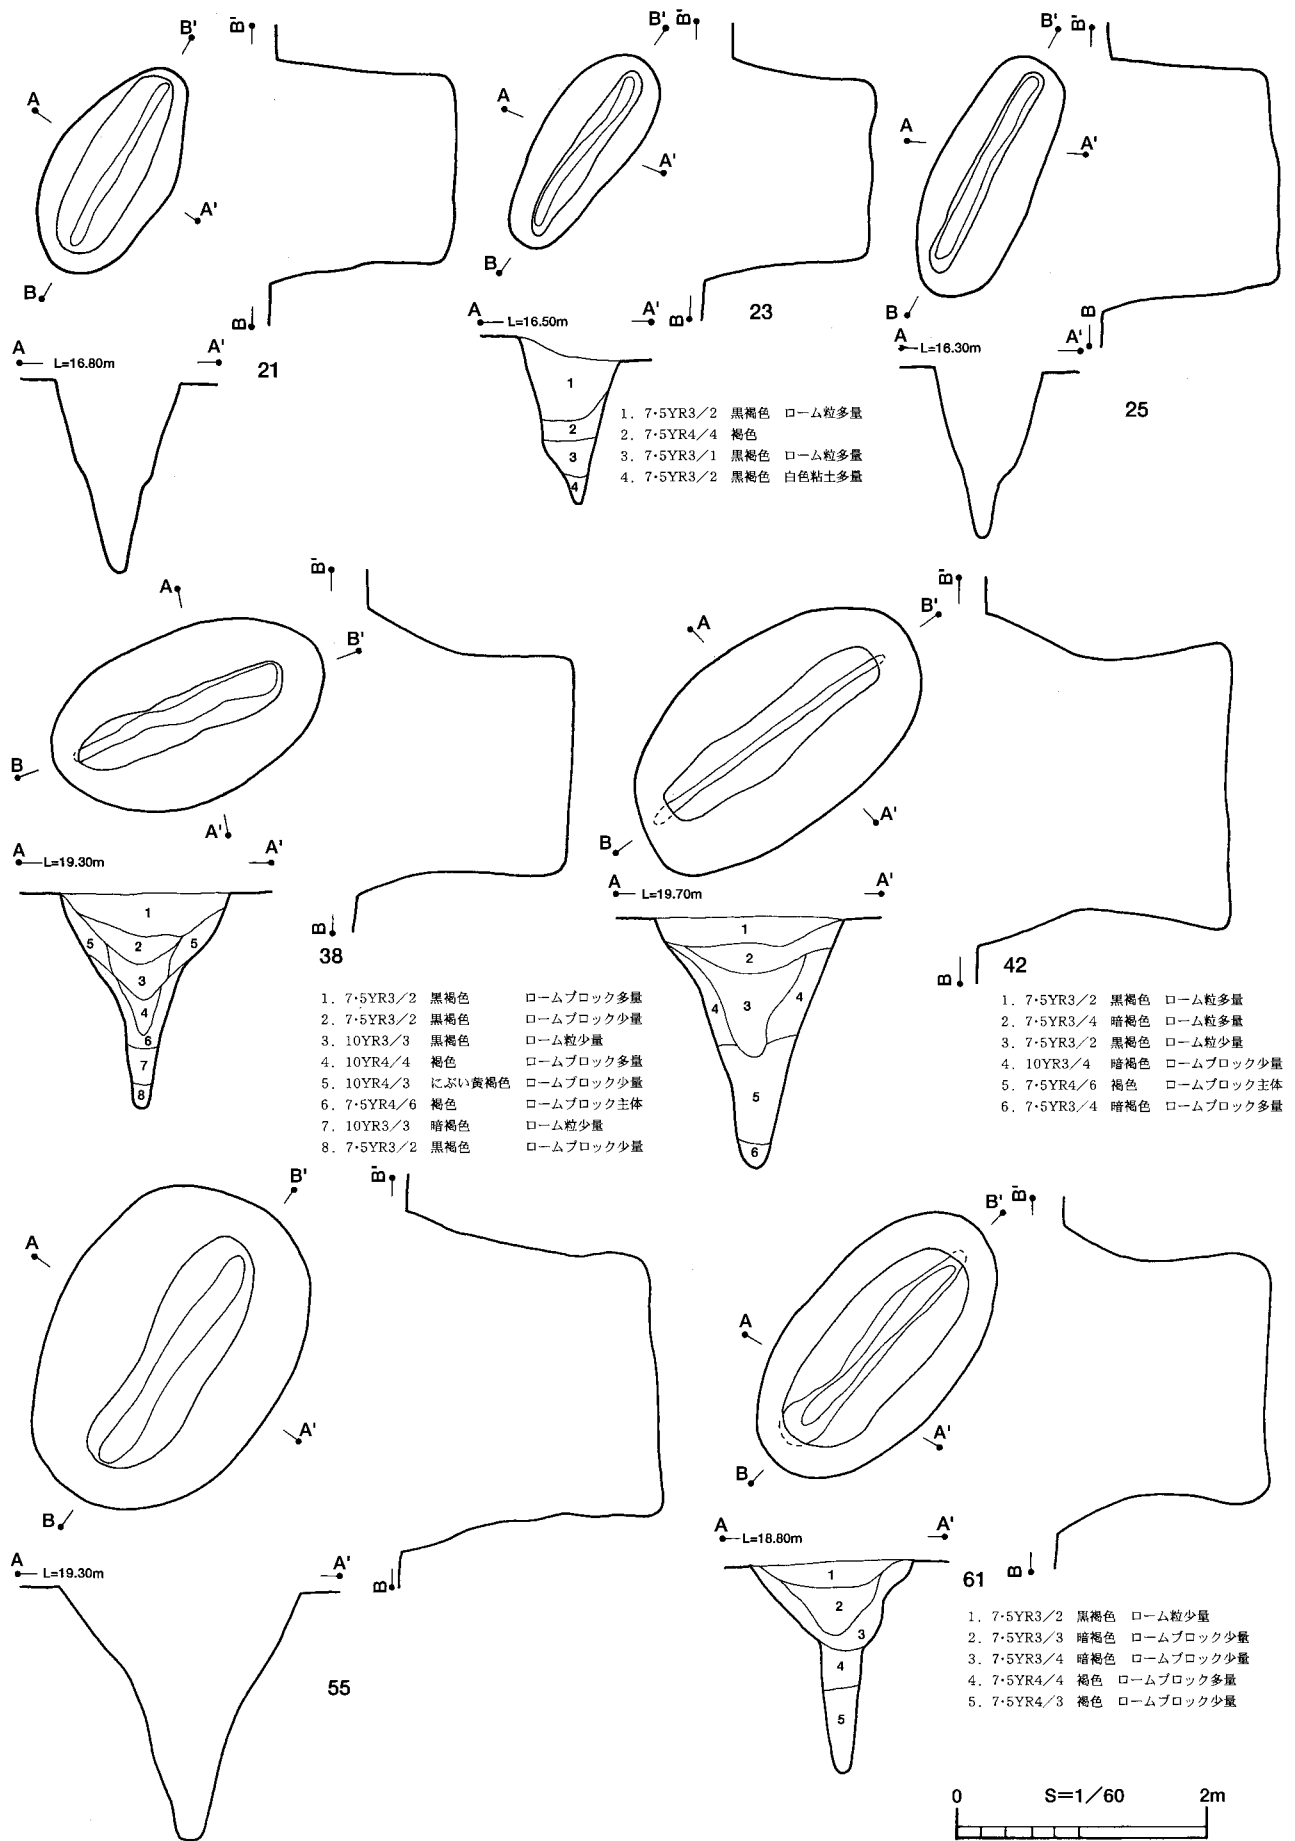 A
A'
B
B'
B
B'
A L=16.80m A'
21
A
A'
B
B'
B
B'
A L=16.50m A'
23
1
2
3
4
1. 7・5YR3／2 黒褐色 ローム粒多量
2. 7・5YR4／4 褐色
3. 7・5YR3／1 黒褐色 ローム粒多量
4. 7・5YR3／2 黒褐色 白色粘土多量
A
A'
B
B'
B
B'
A L=16.30m A'
25
A
A'
B
B'
B
B'
A L=19.30m A'
38
1
2
3
4
5
5
6
7
8
1. 7・5YR3／2 黒褐色 ロームブロック多量
2. 7・5YR3／2 黒褐色 ロームブロック少量
3. 10YR3／3 黒褐色 ローム粒少量
4. 10YR4／4 褐色 ロームブロック多量
5. 10YR4／3 にぶい黄褐色 ロームブロック少量
6. 7・5YR4／6 褐色 ロームブロック主体
7. 10YR3／3 暗褐色 ローム粒少量
8. 7・5YR3／2 黒褐色 ロームブロック少量
A
A'
B
B'
B
B'
A L=19.70m A'
42
1
2
3
4
4
5
6
1. 7・5YR3／2 黒褐色 ローム粒多量
2. 7・5YR3／4 暗褐色 ローム粒多量
3. 7・5YR3／2 黒褐色 ローム粒少量
4. 10YR3／4 暗褐色 ロームブロック少量
5. 7・5YR4／6 褐色 ロームブロック主体
6. 7・5YR3／4 暗褐色 ロームブロック多量
A
A'
B
B'
B
B'
A L=19.30m A'
55
A
A'
B
B'
B
B'
A L=18.80m A'
61
1
2
3
4
5
1. 7・5YR3／2 黒褐色 ローム粒少量
2. 7・5YR3／3 暗褐色 ロームブロック少量
3. 7・5YR3／4 暗褐色 ロームブロック少量
4. 7・5YR4／4 褐色 ロームブロック多量
5. 7・5YR4／3 褐色 ロームブロック少量
0 S=1／60 2m